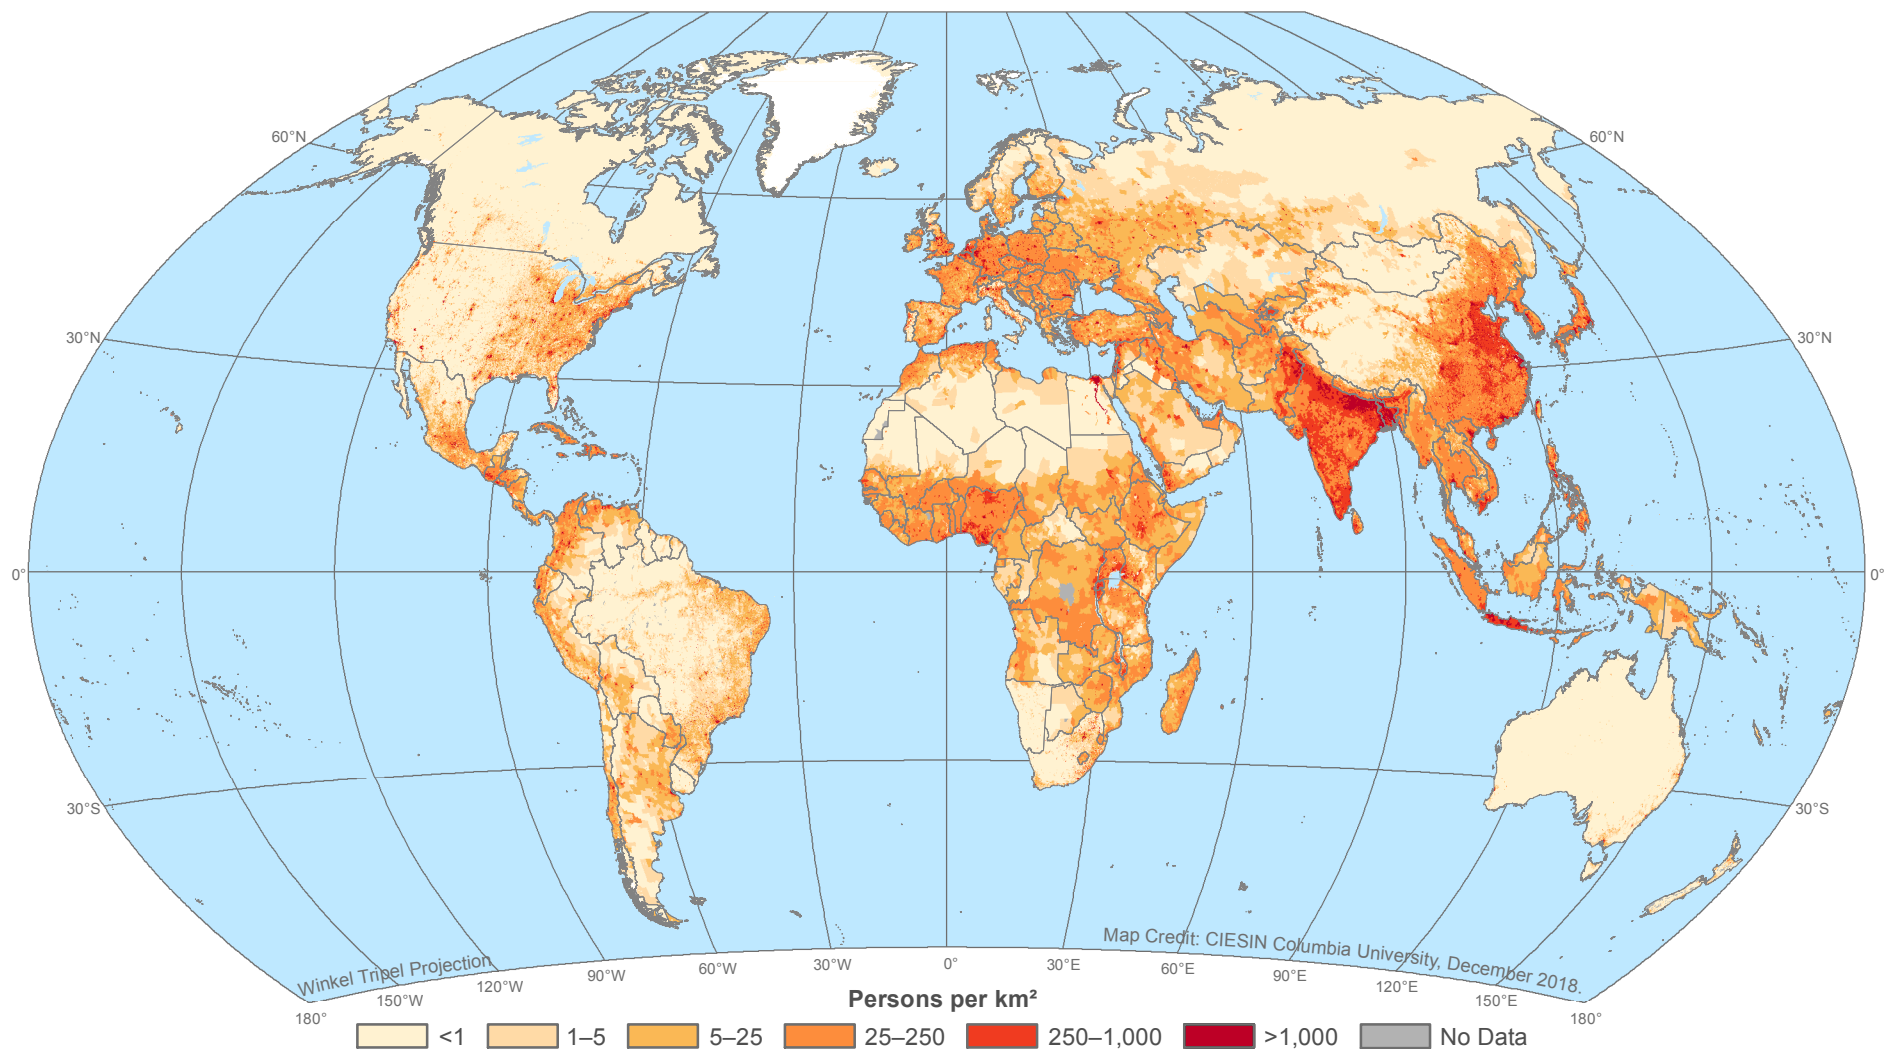 60°N
60°N
30°N
30°N
0°
0°
30°S
30°S
Winkel Tripel Projection
Map Credit: CIESIN Columbia University, December 2018.
180°
150°W
120°W
90°W
60°W
30°W
0°
30°E
60°E
90°E
120°E
150°E
180°
Persons per km²
<1
1–5
5–25
25–250
250–1,000
>1,000
No Data